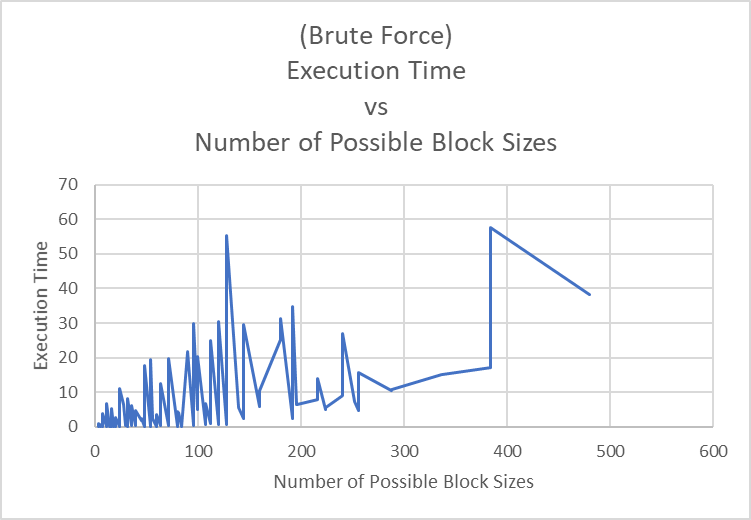 (Brute Force)
Execution Time
vs
Number of Possible Block Sizes
70
60
50
40
30
20
10
0
Execution Time
0 100 200 300 400 500 600
Number of Possible Block Sizes